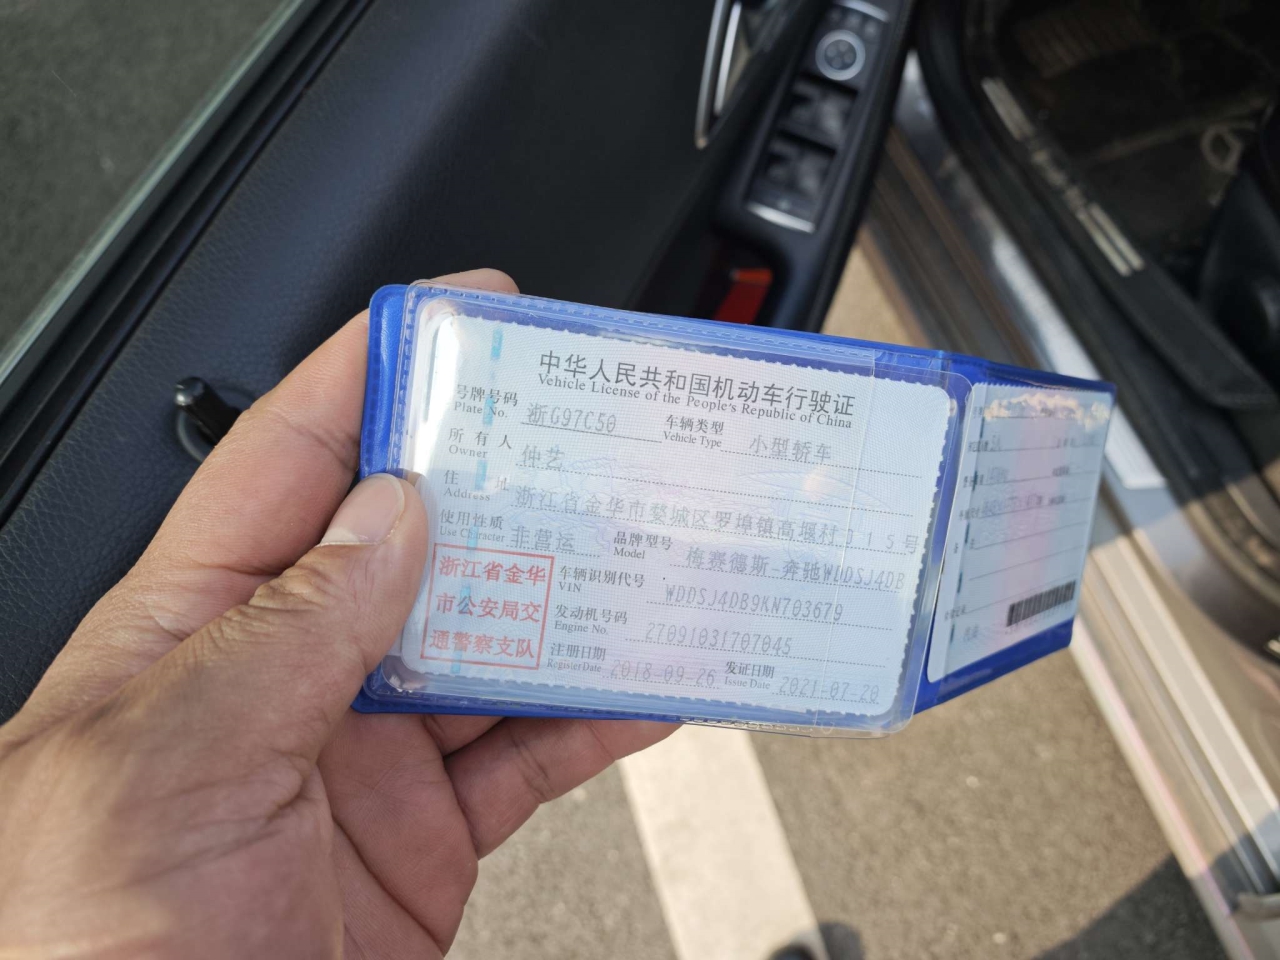 中华人民共和国机动车行驶证
Vehicle License of the People's Republic of China
号牌号码 浙G97C50 车辆类型 小型轿车
Plate No. Vehicle Type
所有人 仲艺
Owner
住址 浙江省金华市婺城区罗埠镇高堰村315号
Address
使用性质 非营运 品牌型号 梅赛德斯-奔驰WDDSJ4DB
Use Character Model
浙江省金华
市公安局交
通警察支队
车辆识别代号 WDDSJ4DB9KN703679
VIN
发动机号码 27091031707045
Engine No.
注册日期 2018-09-26 发证日期 2021-07-20
Register Date Issue Date